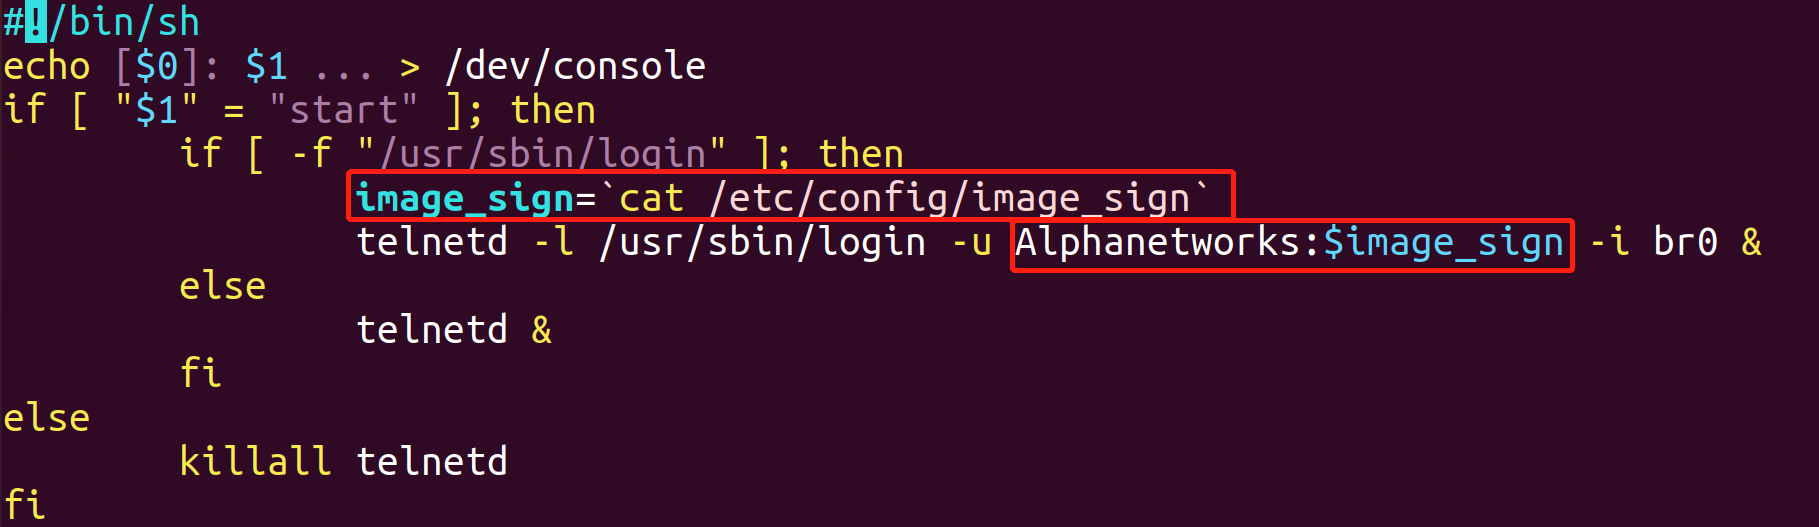 #!/bin/sh
echo [$0]: $1 ... > /dev/console
if [ "$1" = "start" ]; then
        if [ -f "/usr/sbin/login" ]; then
                image_sign=`cat /etc/config/image_sign`
                telnetd -l /usr/sbin/login -u Alphanetworks:$image_sign -i br0 &
        else
                telnetd &
        fi
else
        killall telnetd
fi